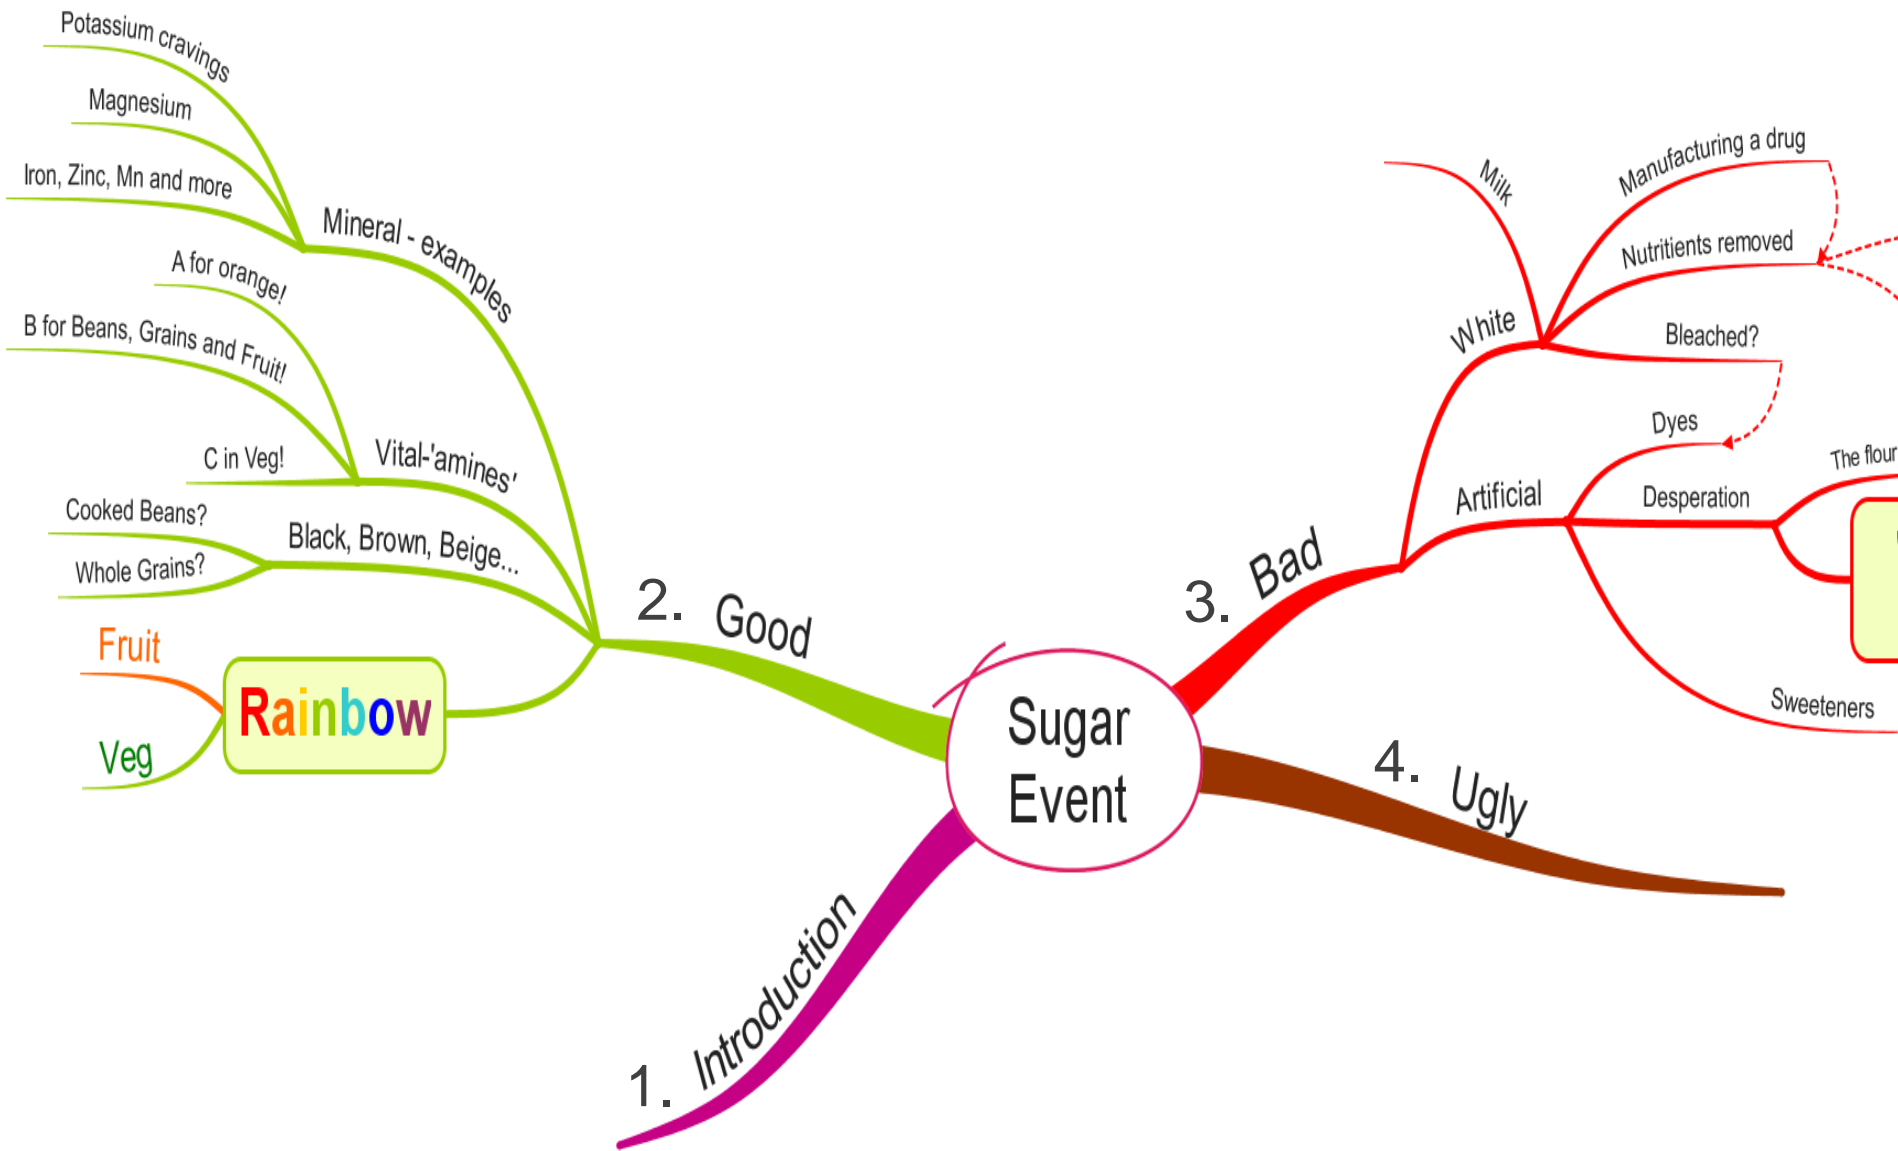 Sugar
Event
1. Introduction
2. Good
Mineral - examples
Potassium cravings
Magnesium
Iron, Zinc, Mn and more
Vital-'amines'
A for orange!
B for Beans, Grains and Fruit!
C in Veg!
Black, Brown, Beige...
Cooked Beans?
Whole Grains?
Rainbow
Fruit
Veg
3. Bad
White
Milk
Manufacturing a drug
Nutritients removed
Bleached?
Artificial
Dyes
Desperation
The flour
Sweeteners
4. Ugly